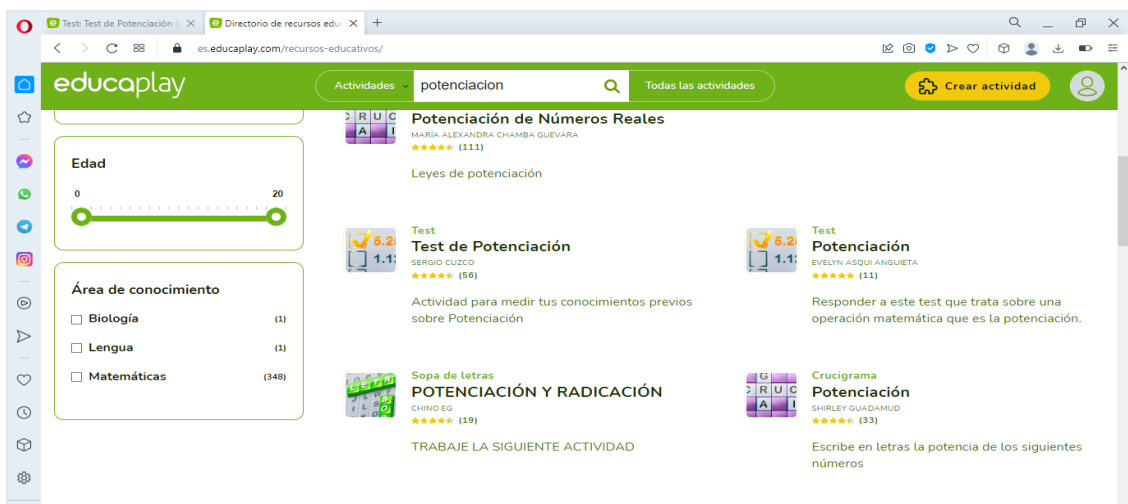 Test: Test de Potenciación (
Directorio de recursos edu
es.educaplay.com/recursos-educativos/
educaplay
Actividades
potenciacion
Todas las actividades
Crear actividad
Edad
0
20
Área de conocimiento
Biología (1)
Lengua (1)
Matemáticas (348)
Potenciación de Números Reales
MARÍA ALEXANDRA CHAMBA GUEVARA
(111)
Leyes de potenciación
Test
Test de Potenciación
SERGIO CUZCO
(56)
Actividad para medir tus conocimientos previos
sobre Potenciación
Test
Potenciación
EVELYN ASQUI ANGUIETA
(11)
Responder a este test que trata sobre una
operación matemática que es la potenciación.
Sopa de letras
POTENCIACIÓN Y RADICACIÓN
CHINO EG
(19)
TRABAJE LA SIGUIENTE ACTIVIDAD
Crucigrama
Potenciación
SHIRLEY GUADAMUD
(33)
Escribe en letras la potencia de los siguientes
números